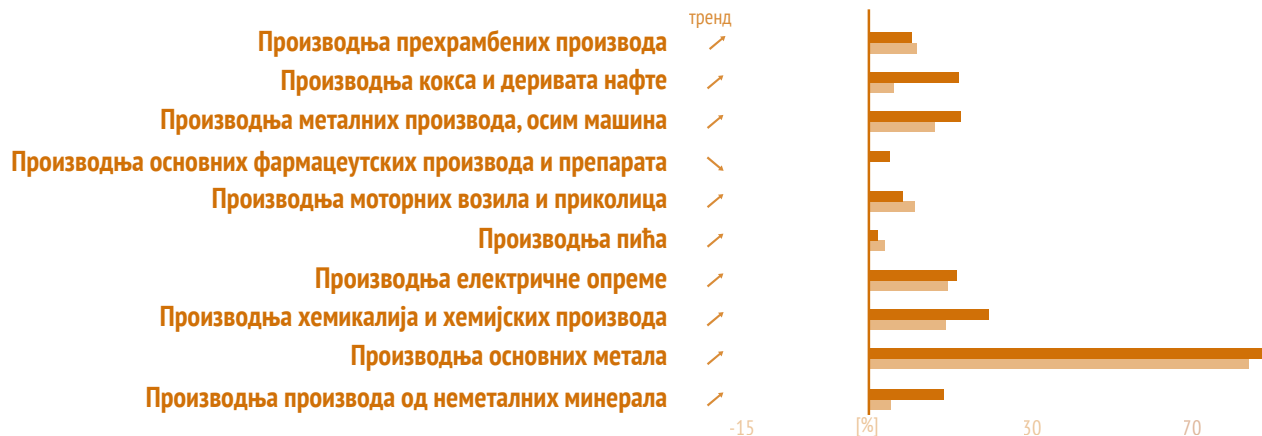 тренд
Производња прехрамбених производа
Производња кокса и деривата нафте
Производња металних производа, осим машина
Производња основних фармацеутских производа и препарата
Производња моторних возила и приколица
Производња пића
Производња електричне опреме
Производња хемикалија и хемијских производа
Производња основних метала
Производња производа од неметалних минерала
-15 [%] 30 70